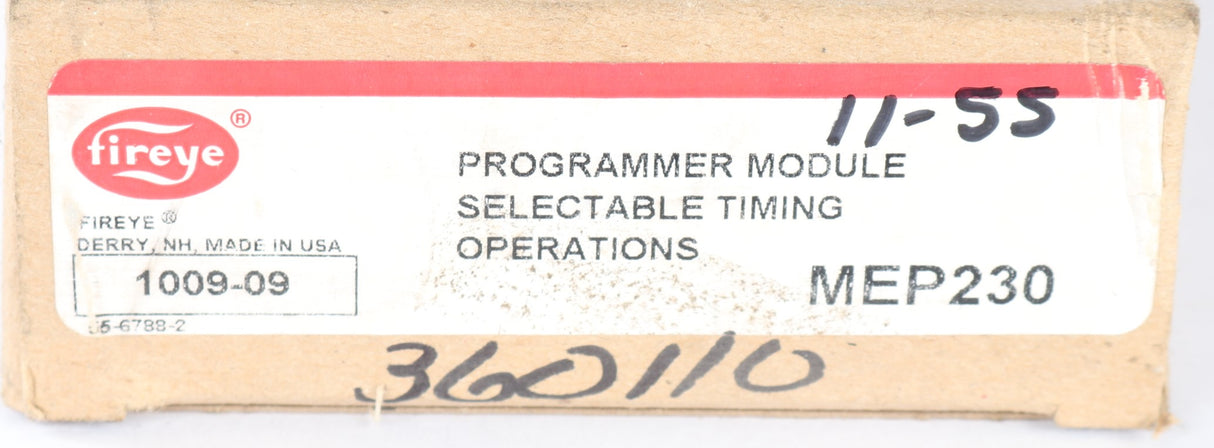 11-55
fireye®
PROGRAMMER MODULE
SELECTABLE TIMING
OPERATIONS
FIREYE®
DERRY, NH, MADE IN USA
1009-09
MEP230
5-6788-2
360110